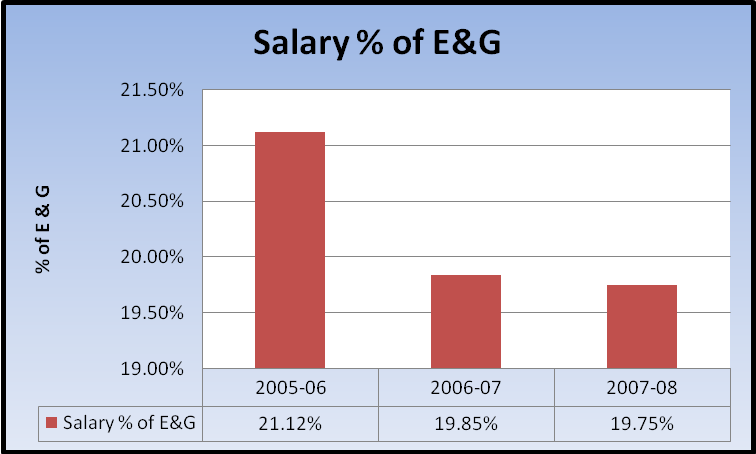 Salary % of E&G
% of E & G
21.50%
21.00%
20.50%
20.00%
19.50%
19.00%
2005-06 2006-07 2007-08
Salary % of E&G 21.12% 19.85% 19.75%